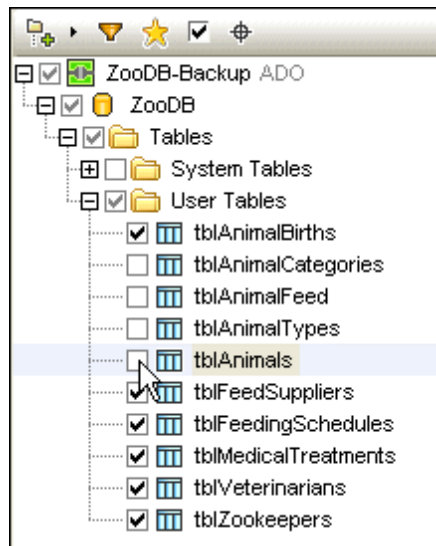 ZooDB-Backup ADO
ZooDB
Tables
System Tables
User Tables
tblAnimalBirths
tblAnimalCategories
tblAnimalFeed
tblAnimalTypes
tblAnimals
tblFeedSuppliers
tblFeedingSchedules
tblMedicalTreatments
tblVeterinarians
tblZookeepers